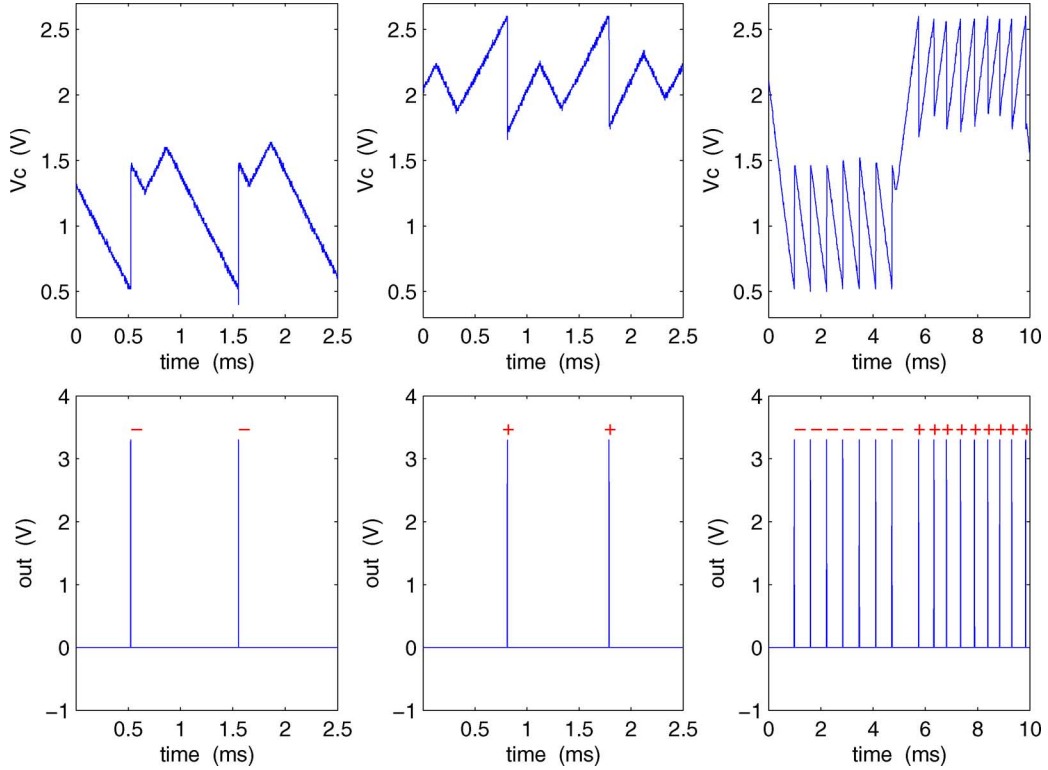 2.5
2
1.5
1
0.5
Vc (V)
0 0.5 1 1.5 2 2.5
time (ms)
2.5
2
1.5
1
0.5
Vc (V)
0 0.5 1 1.5 2 2.5
time (ms)
2.5
2
1.5
1
0.5
Vc (V)
0 2 4 6 8 10
time (ms)
4
3
2
1
0
−1
out (V)
− −
0.5 1 1.5 2 2.5
time (ms)
4
3
2
1
0
−1
out (V)
+ +
0.5 1 1.5 2 2.5
time (ms)
4
3
2
1
0
−1
out (V)
− − − − − − − + + + + + + + + +
0 2 4 6 8 10
time (ms)